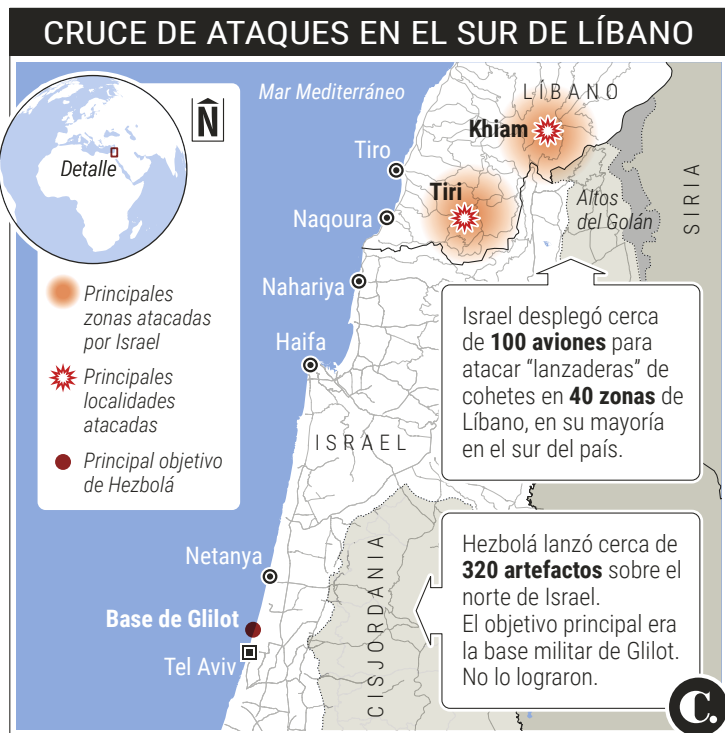 CRUCE DE ATAQUES EN EL SUR DE LÍBANO
Detalle
N
Principales
zonas atacadas
por Israel
Principales
localidades
atacadas
Principal objetivo
de Hezbolá
Mar Mediterráneo
LÍBANO
Khiam
Tiro
Tiri
Naqoura
Altos
del Golán
SIRIA
Nahariya
Haifa
ISRAEL
Israel desplegó cerca
de 100 aviones para
atacar “lanzaderas” de
cohetes en 40 zonas de
Líbano, en su mayoría
en el sur del país.
Netanya
Base de Glilot
Tel Aviv
CISJORDANIA
Hezbolá lanzó cerca de
320 artefactos sobre el
norte de Israel.
El objetivo principal era
la base militar de Glilot.
No lo lograron.
C.